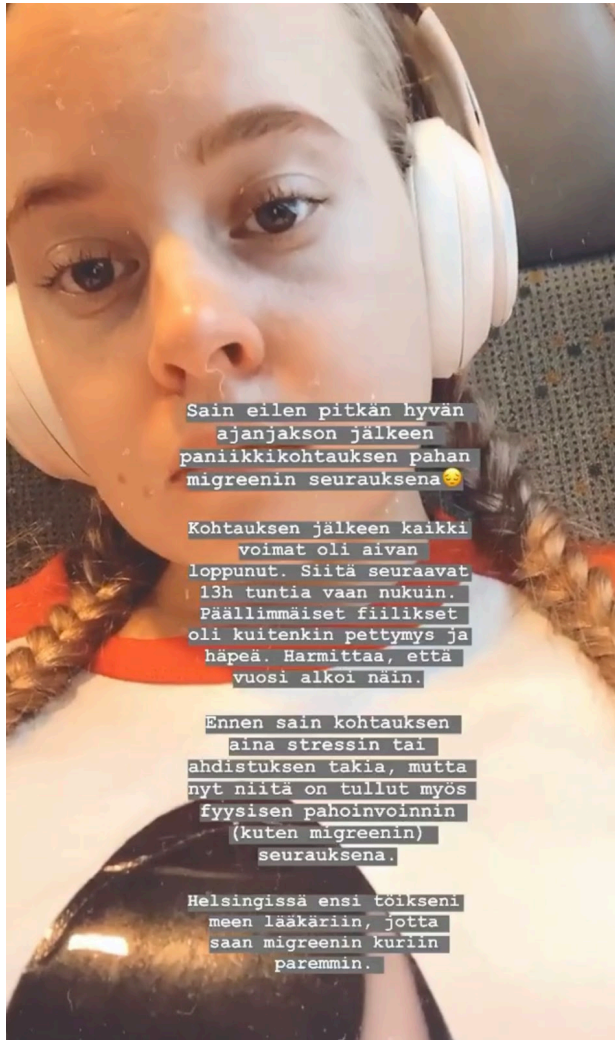 Sain eilen pitkän hyvän
ajanjakson jälkeen
paniikkikohtauksen pahan
migreenin seurauksena😔
Kohtauksen jälkeen kaikki
voimat oli aivan
loppunut. Siitä seuraavat
13h tuntia vaan nukuin.
Päällimmäiset fiilikset
oli kuitenkin pettymys ja
häpeä. Harmittaa, että
vuosi alkoi näin.
Ennen sain kohtauksen
aina stressin tai
ahdistuksen takia, mutta
nyt niitä on tullut myös
fyysisen pahoinvoinnin
(kuten migreenin)
seurauksena.
Helsingissä ensi töikseni
meen lääkäriin, jotta
saan migreenin kuriin
paremmin.